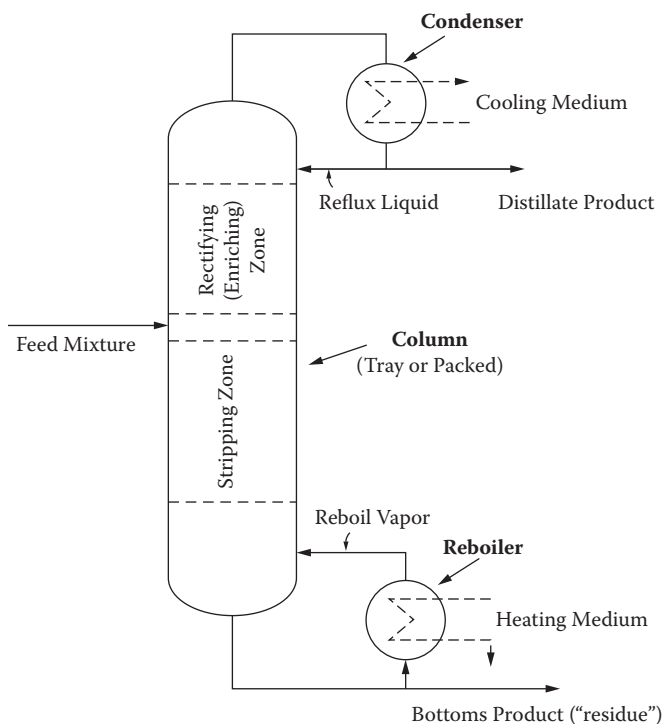 Condenser
Cooling Medium
Reflux Liquid
Distillate Product
Rectifying
(Enriching)
Zone
Feed Mixture
Column
(Tray or Packed)
Stripping Zone
Reboil Vapor
Reboiler
Heating Medium
Bottoms Product (“residue”)